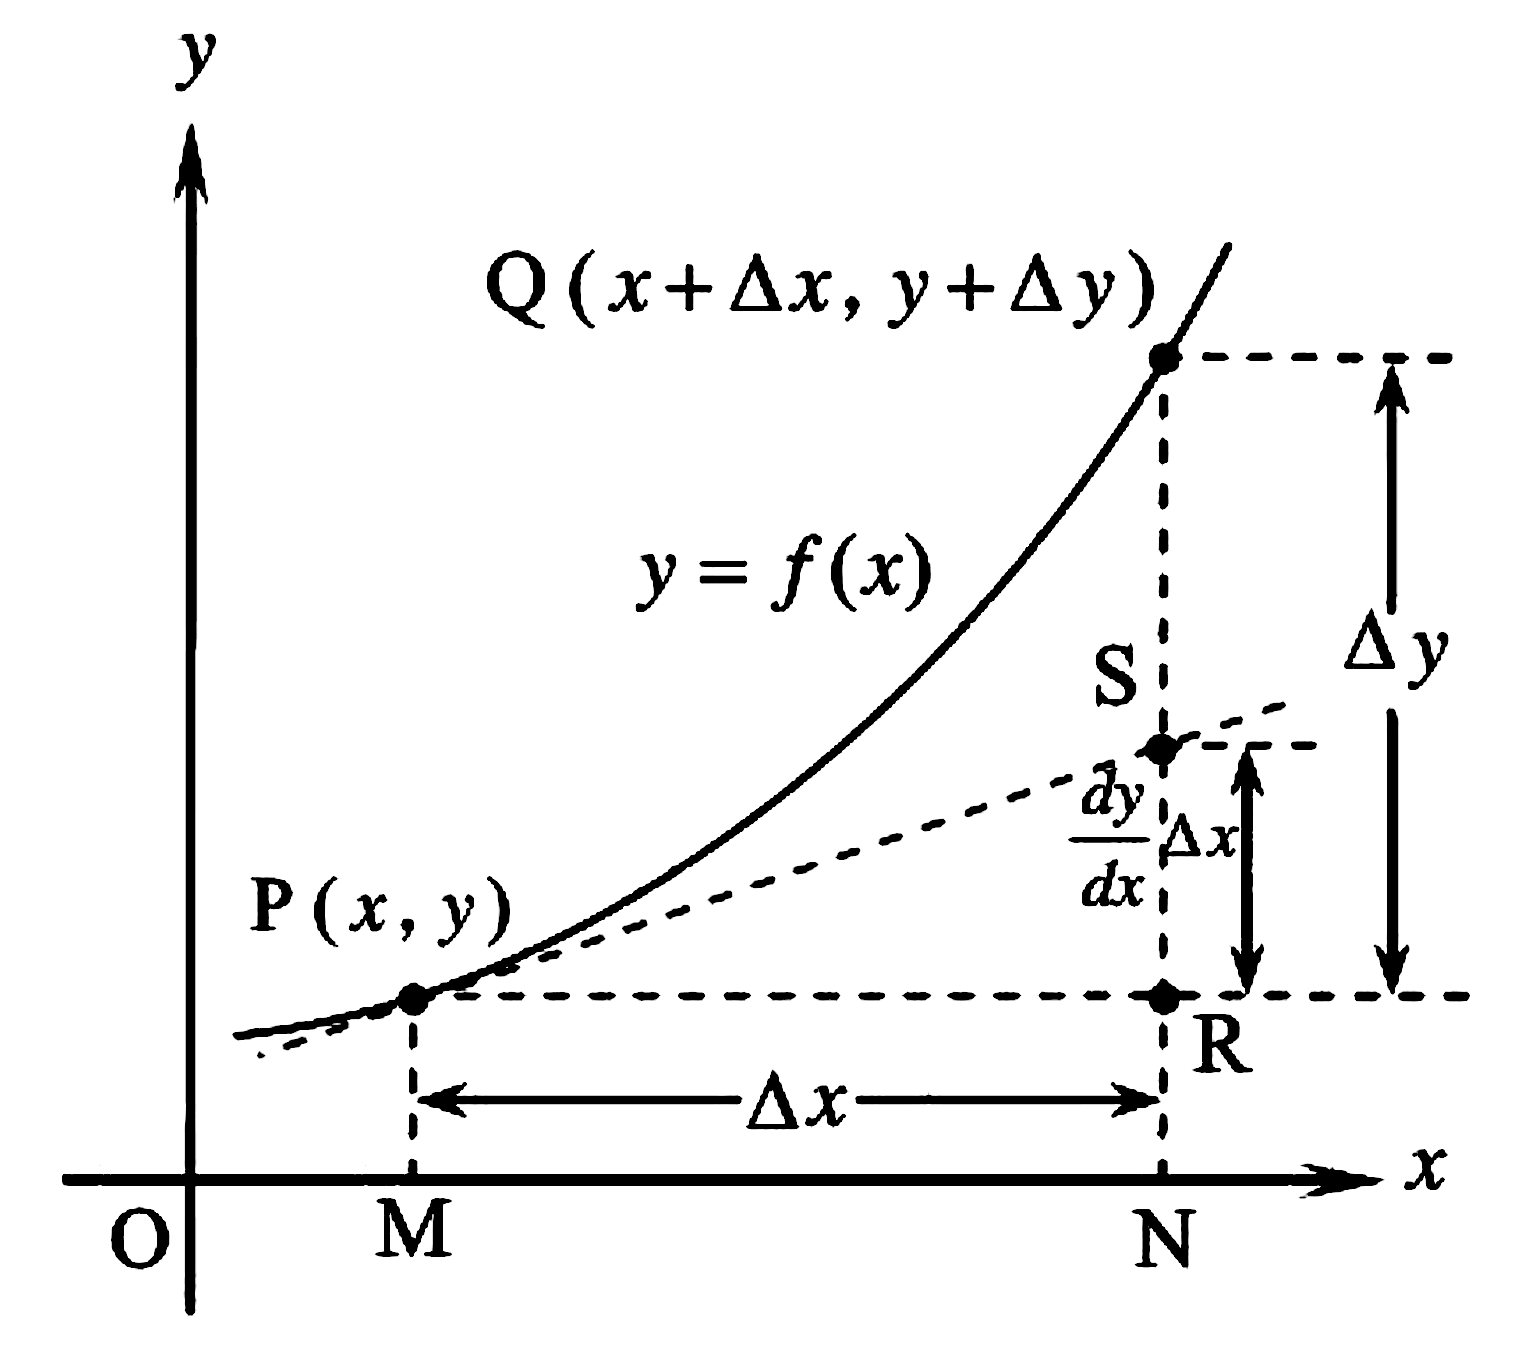 y
Q(x+Δx, y+Δy)
y = f(x)
S
Δy
dy
dx
Δx
P(x, y)
R
Δx
x
O
M
N